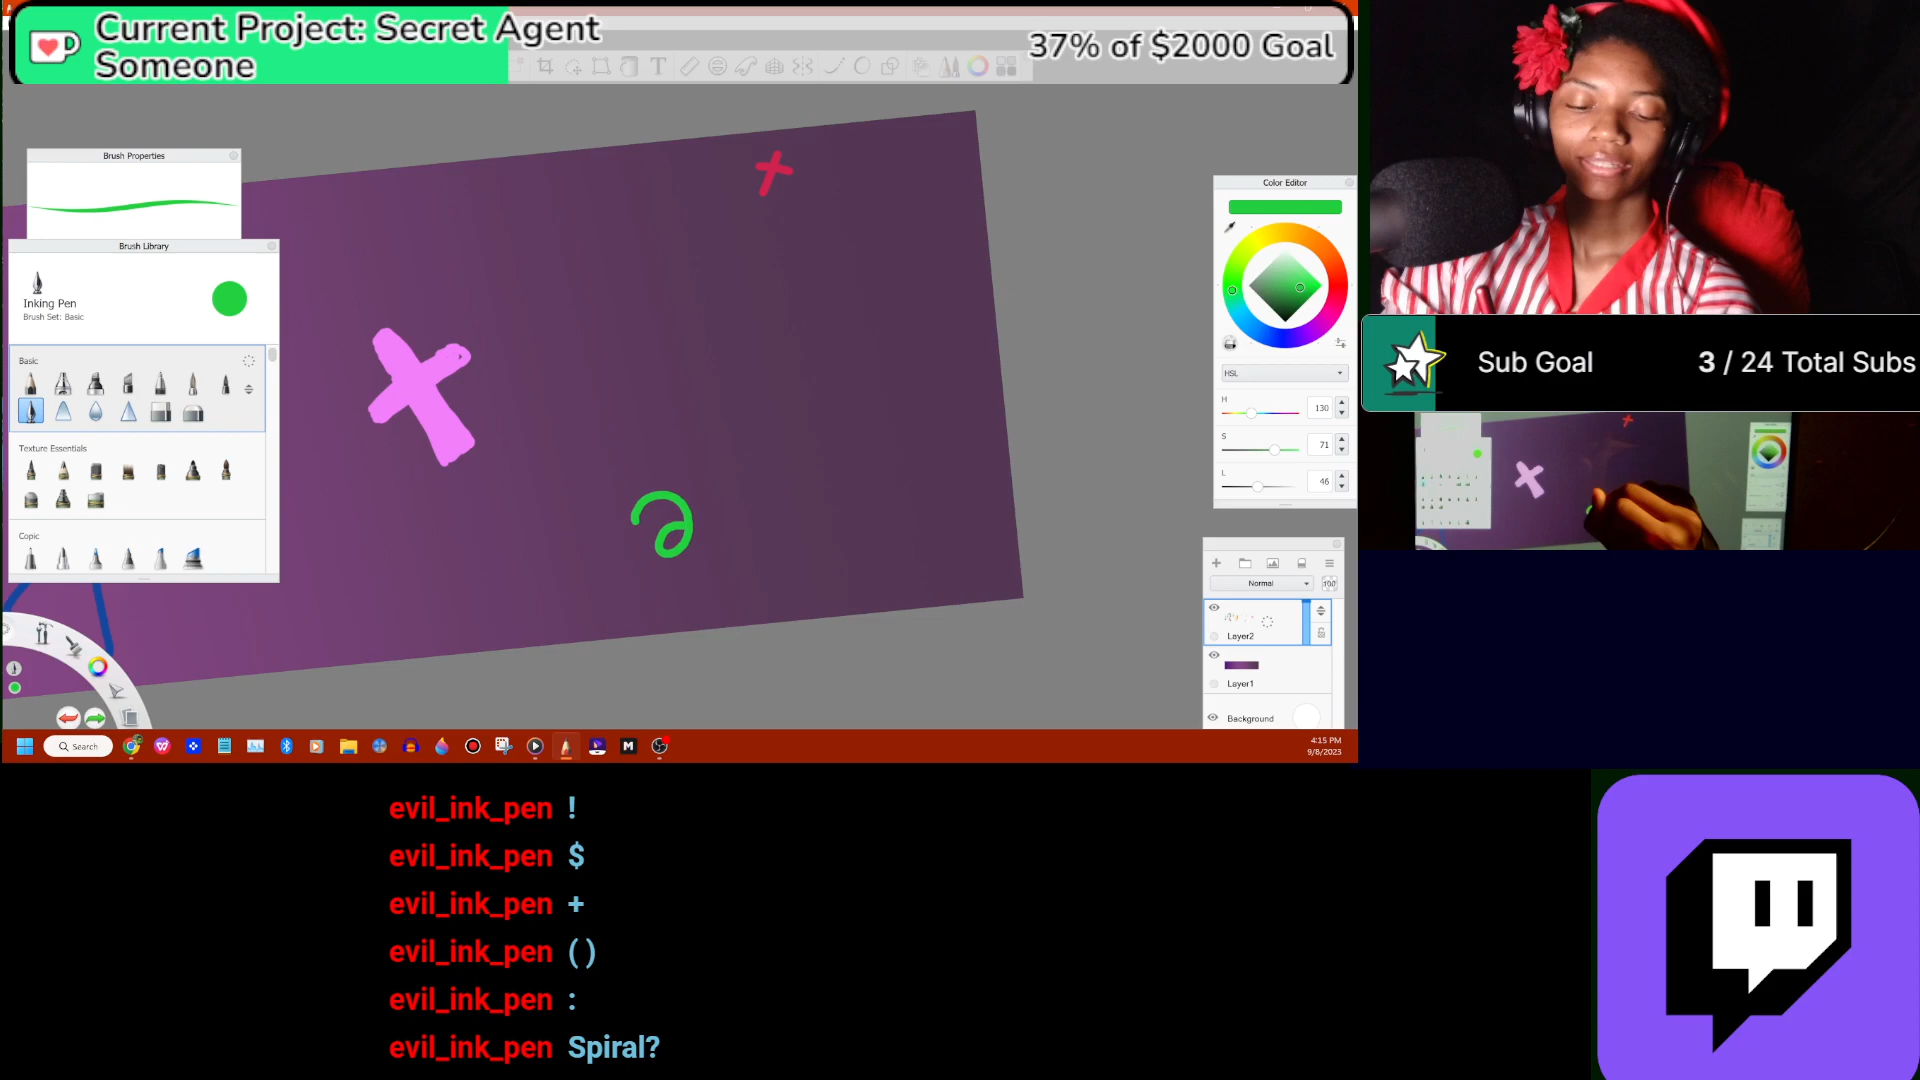 Current Project: Secret Agent
Someone
37% of $2000 Goal
Brush Properties
Brush Library
Inking Pen
Brush Set: Basic
Basic
Texture Essentials
Copic
Color Editor
HSL
H
130
S
71
L
46
Normal
100
Layer2
Layer1
Background
Sub Goal
3 / 24 Total Subs
Search
4:15 PM
9/8/2023
evil_ink_pen !
evil_ink_pen $
evil_ink_pen +
evil_ink_pen ( )
evil_ink_pen :
evil_ink_pen Spiral?